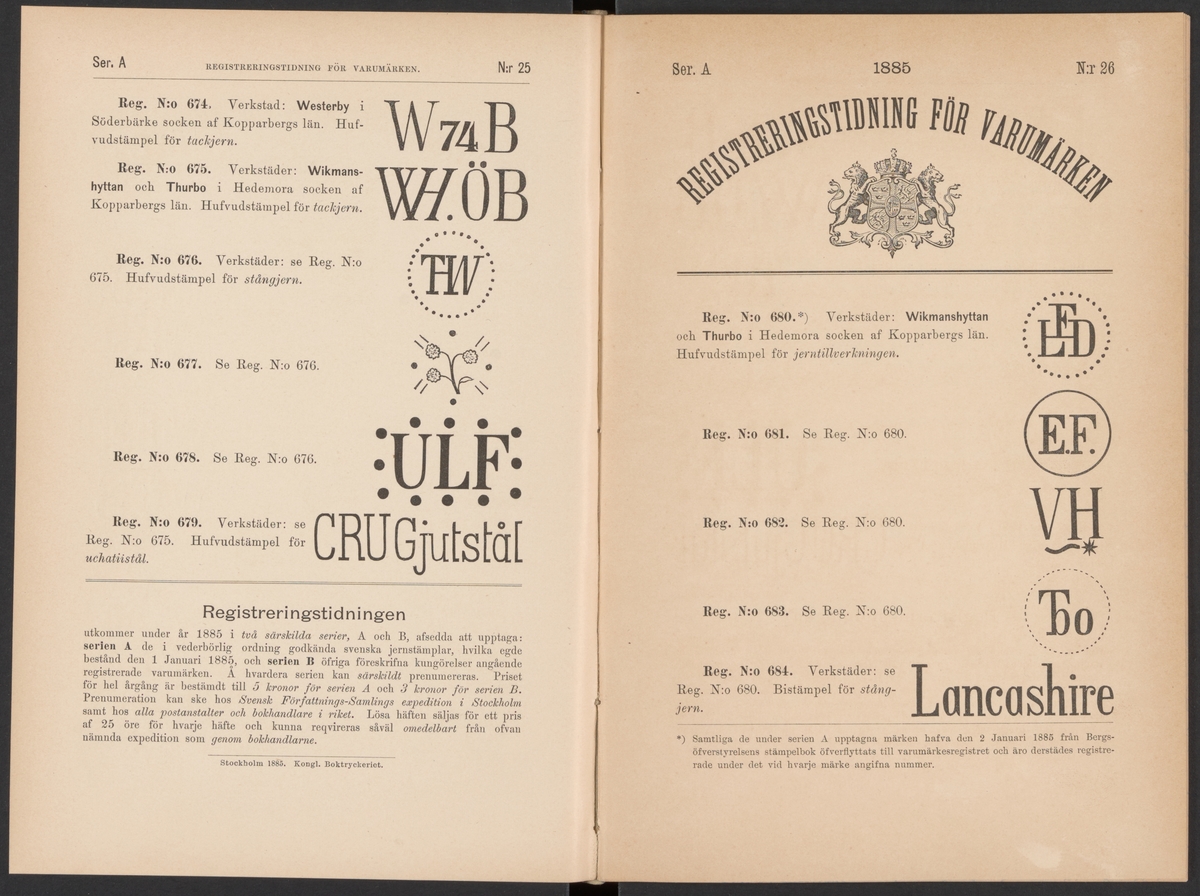 Ser. A REGISTRERINGSTIDNING FÖR VARUMÄRKEN. N:r 25
Reg. N:o 674. Verkstad: Westerby i
Söderbärke socken af Kopparbergs län. Huf-
vudstämpel för tackjern.
W 74 B
Reg. N:o 675. Verkstäder: Wikmans-
hyttan och Thurbo i Hedemora socken af
Kopparbergs län. Hufvudstämpel för tackjern.
WH. ÖB
Reg. N:o 676. Verkstäder: se Reg. N:o
675. Hufvudstämpel för stångjern.
THW
Reg. N:o 677. Se Reg. N:o 676.
Reg. N:o 678. Se Reg. N:o 676.
ULF
Reg. N:o 679. Verkstäder: se
Reg. N:o 675. Hufvudstämpel för
uchatiistål.
CRU Gjutstål
Registreringstidningen
utkommer under år 1885 i två särskilda serier, A och B, afsedda att upptaga:
serien A de i vederbörlig ordning godkända svenska jernstämplar, hvilka egde
bestånd den 1 Januari 1885, och serien B öfriga föreskrifna kungörelser angående
registrerade varumärken. Å hvardera serien kan särskildt prenumereras. Priset
för hel årgång är bestämdt till 5 kronor för serien A och 3 kronor för serien B.
Prenumeration kan ske hos Svensk Författnings-Samlings expedition i Stockholm
samt hos alla postanstalter och bokhandlare i riket. Lösa häften säljas för ett pris
af 25 öre för hvarje häfte och kunna reqvireras såväl omedelbart från ofvan
nämnda expedition som genom bokhandlarne.
Stockholm 1885. Kongl. Boktryckeriet.
Ser. A 1885 N:r 26
REGISTRERINGSTIDNING FÖR VARUMÄRKEN
Reg. N:o 680.*) Verkstäder: Wikmanshyttan
och Thurbo i Hedemora socken af Kopparbergs län.
Hufvudstämpel för jerntillverkningen.
LFD
Reg. N:o 681. Se Reg. N:o 680.
E.F.
Reg. N:o 682. Se Reg. N:o 680.
VH
Reg. N:o 683. Se Reg. N:o 680.
Tbo
Reg. N:o 684. Verkstäder: se
Reg. N:o 680. Bistämpel för stång-
jern.
Lancashire
*) Samtliga de under serien A upptagna märken hafva den 2 Januari 1885 från Bergs-
öfverstyrelsens stämpelbok öfverflyttats till varumärkesregistret och äro derstädes registre-
rade under det vid hvarje märke angifna nummer.